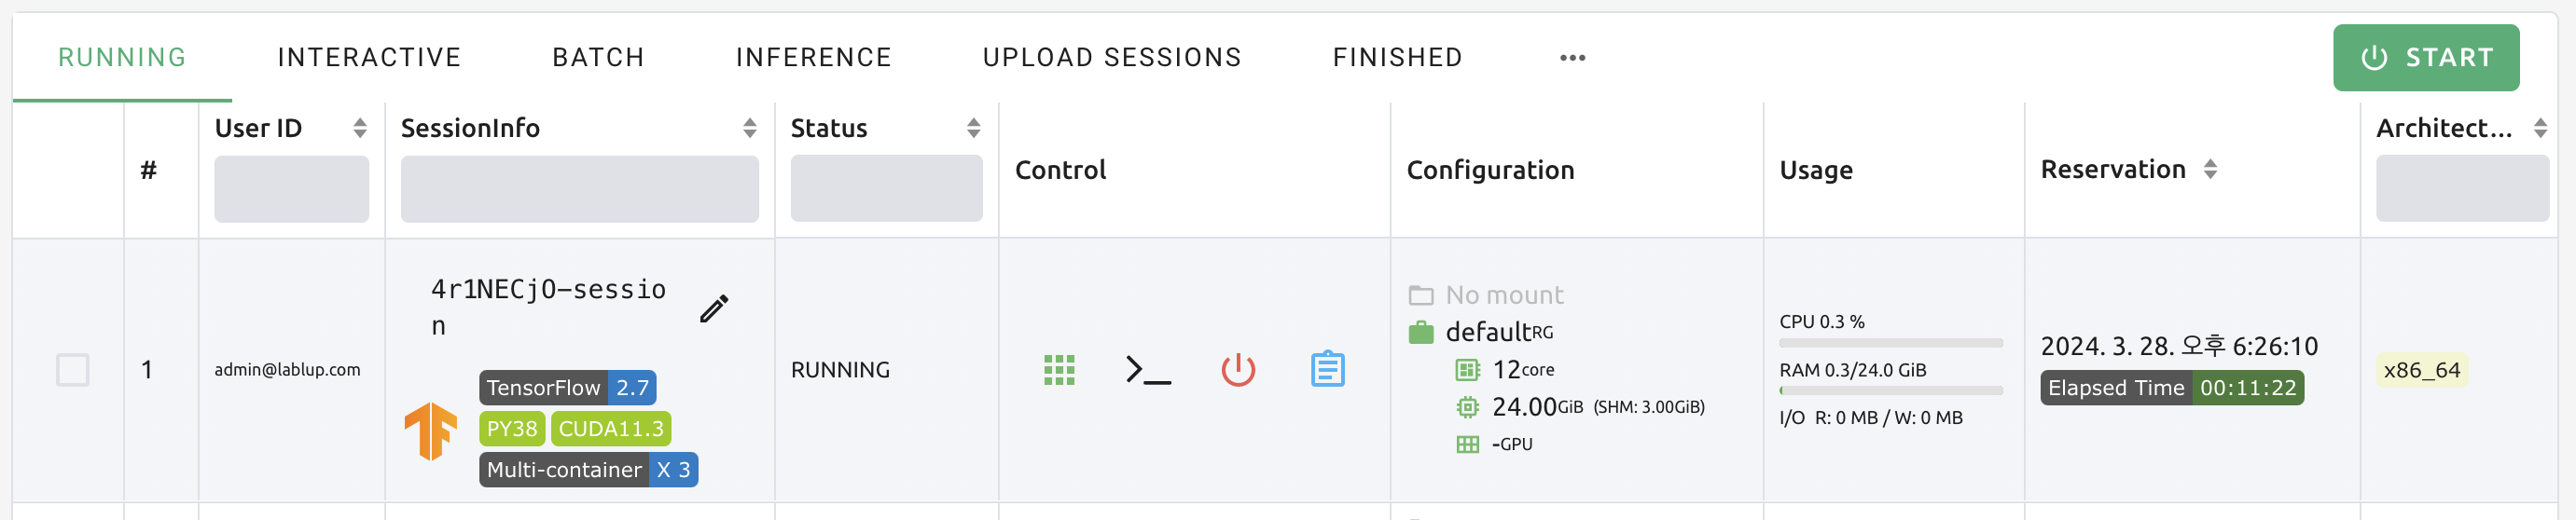 RUNNING INTERACTIVE BATCH INFERENCE UPLOAD SESSIONS FINISHED ••• START
# User ID SessionInfo Status Control Configuration Usage Reservation Architect...
1
admin@lablup.com
4r1NECjO-sessio
n
TensorFlow 2.7
PY38 CUDA11.3
Multi-container X 3
RUNNING
No mount
defaultRG
12core
24.00GiB (SHM: 3.00GiB)
-GPU
CPU 0.3 %
RAM 0.3/24.0 GiB
I/O R: 0 MB / W: 0 MB
2024. 3. 28. 오후 6:26:10
Elapsed Time 00:11:22
x86_64